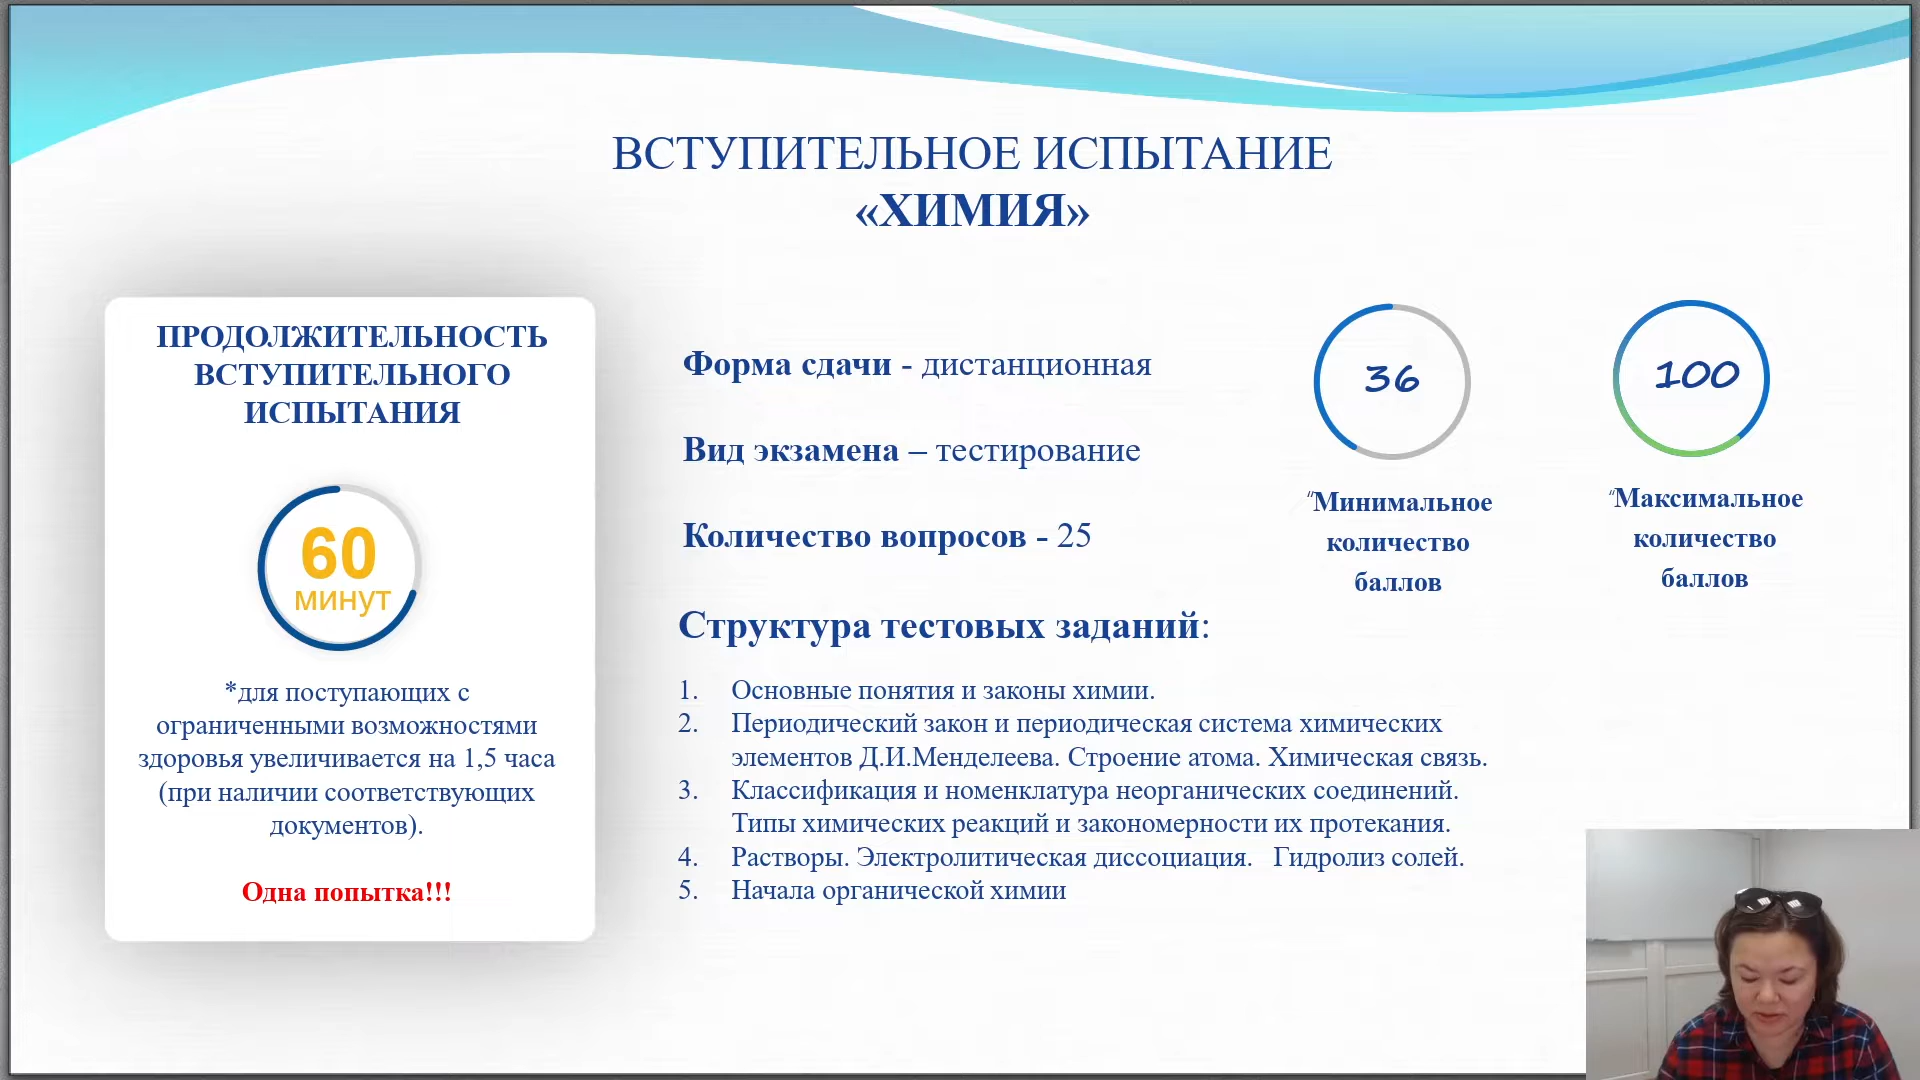 ВСТУПИТЕЛЬНОЕ ИСПЫТАНИЕ
«ХИМИЯ»
ПРОДОЛЖИТЕЛЬНОСТЬ
ВСТУПИТЕЛЬНОГО
ИСПЫТАНИЯ
60
минут
*для поступающих с
ограниченными возможностями
здоровья увеличивается на 1,5 часа
(при наличии соответствующих
документов).
Одна попытка!!!
Форма сдачи - дистанционная
Вид экзамена – тестирование
Количество вопросов - 25
36
"Минимальное
количество
баллов
100
"Максимальное
количество
баллов
Структура тестовых заданий:
1. Основные понятия и законы химии.
2. Периодический закон и периодическая система химических
элементов Д.И.Менделеева. Строение атома. Химическая связь.
3. Классификация и номенклатура неорганических соединений.
Типы химических реакций и закономерности их протекания.
4. Растворы. Электролитическая диссоциация. Гидролиз солей.
5. Начала органической химии